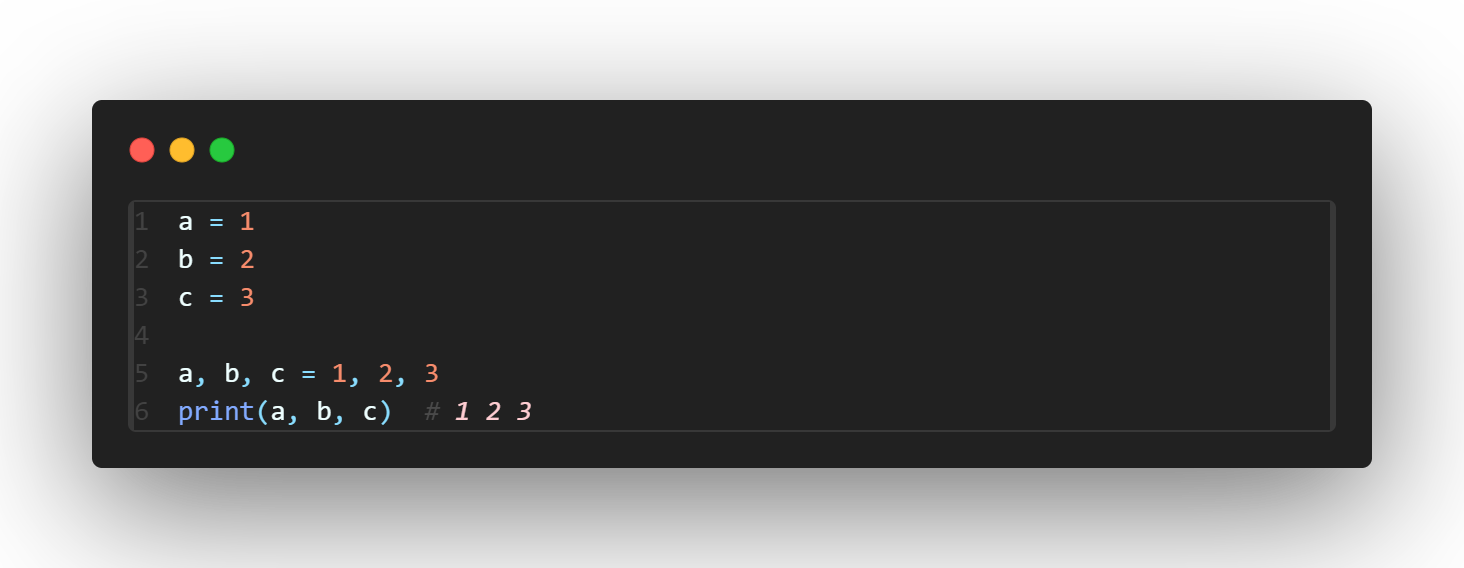 1 a = 1
2 b = 2
3 c = 3
4
5 a, b, c = 1, 2, 3
6 print(a, b, c)  # 1 2 3